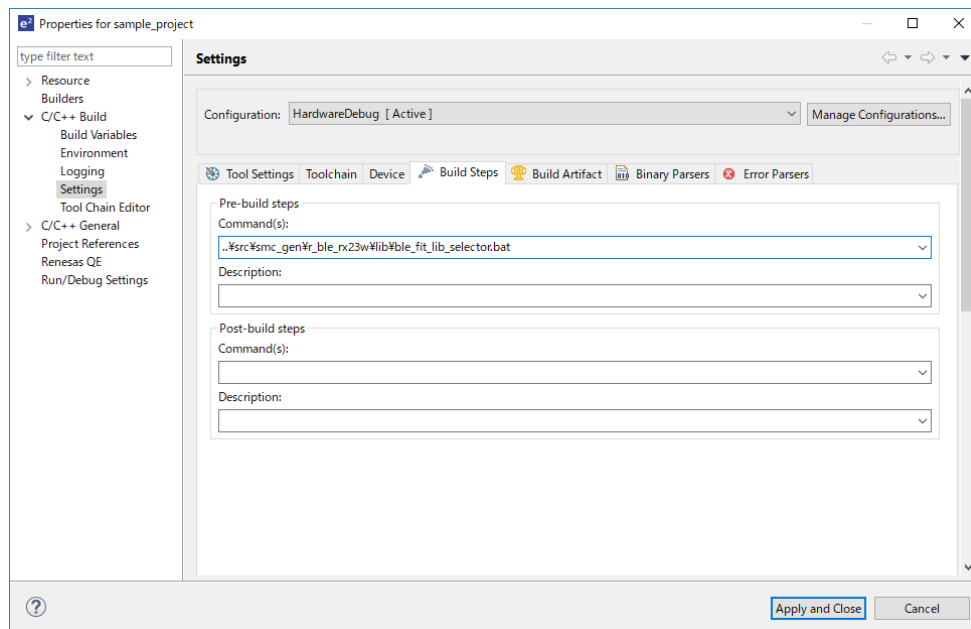 e² Properties for sample_project
type filter text
Resource
Builders
C/C++ Build
Build Variables
Environment
Logging
Settings
Tool Chain Editor
C/C++ General
Project References
Renesas QE
Run/Debug Settings
Settings
Configuration: HardwareDebug [ Active ] Manage Configurations...
Tool Settings Toolchain Device Build Steps Build Artifact 010 Binary Parsers Error Parsers
Pre-build steps
Command(s):
..¥src¥smc_gen¥r_ble_rx23w¥lib¥ble_fit_lib_selector.bat
Description:
Post-build steps
Command(s):
Description:
? Apply and Close Cancel